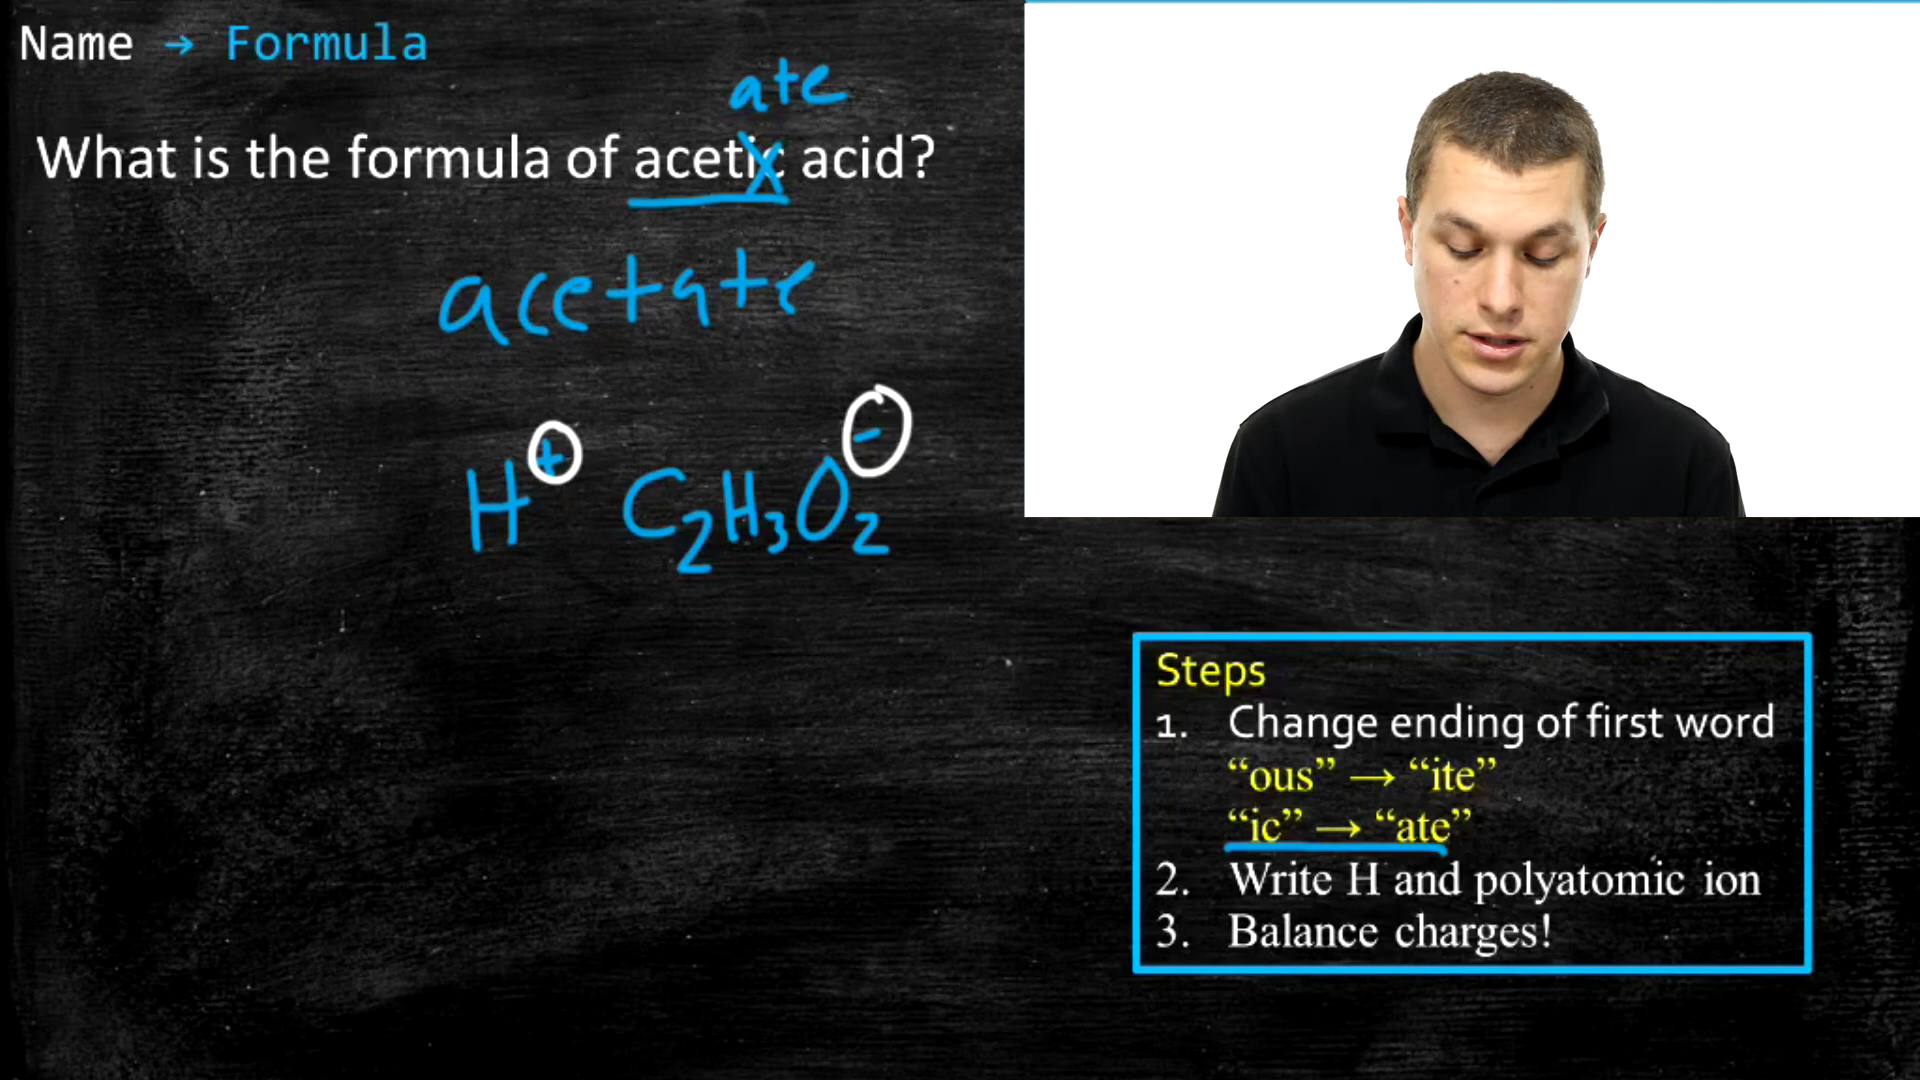 Name → Formula
ate
What is the formula of acetic acid?
acetate
H⁺ C₂H₃O₂⁻
Steps
1. Change ending of first word
“ous” → “ite”
“ic” → “ate”
2. Write H and polyatomic ion
3. Balance charges!